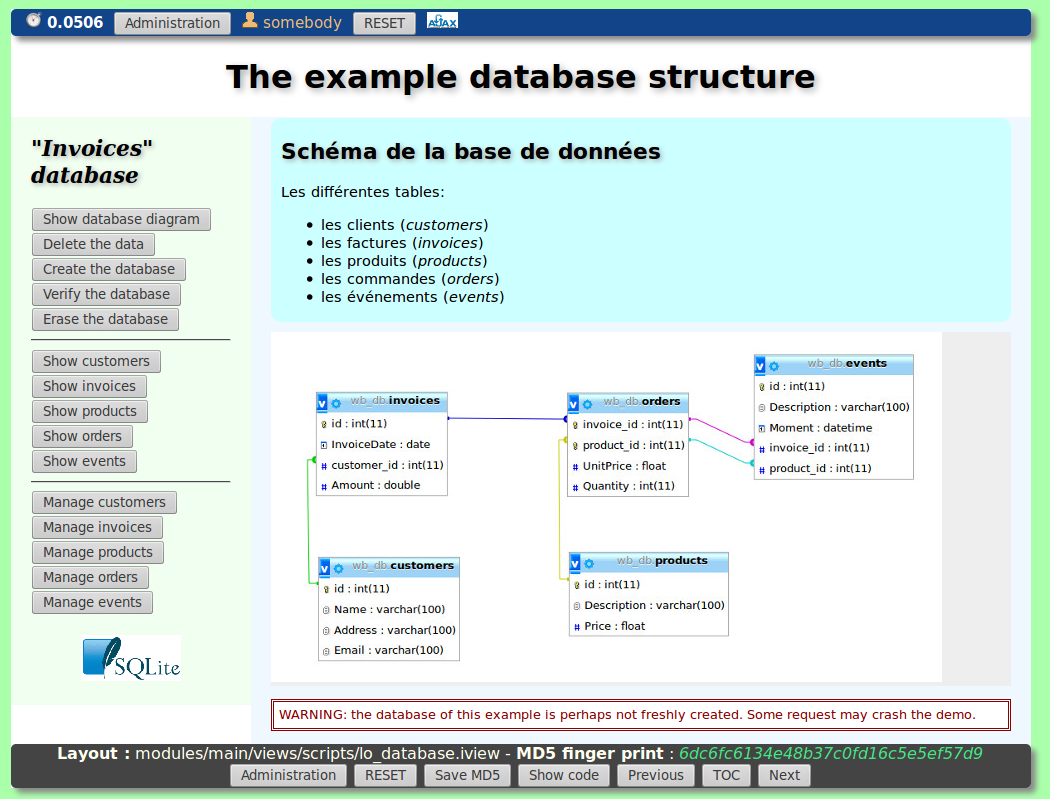 0.0506 Administration somebody RESET AJAX
The example database structure
"Invoices"
database
Show database diagram
Delete the data
Create the database
Verify the database
Erase the database
Show customers
Show invoices
Show products
Show orders
Show events
Manage customers
Manage invoices
Manage products
Manage orders
Manage events
SQLite
Schéma de la base de données
Les différentes tables:
les clients (customers)
les factures (invoices)
les produits (products)
les commandes (orders)
les événements (events)
v wb_db.invoices
id : int(11)
InvoiceDate : date
# customer_id : int(11)
# Amount : double
v wb_db.orders
invoice_id : int(11)
product_id : int(11)
# UnitPrice : float
# Quantity : int(11)
v wb_db.events
id : int(11)
Description : varchar(100)
Moment : datetime
# invoice_id : int(11)
# product_id : int(11)
v wb_db.customers
id : int(11)
Name : varchar(100)
Address : varchar(100)
Email : varchar(100)
v wb_db.products
id : int(11)
Description : varchar(100)
# Price : float
WARNING: the database of this example is perhaps not freshly created. Some request may crash the demo.
Layout : modules/main/views/scripts/lo_database.iview - MD5 finger print : 6dc6fc6134e48b37c0fd16c5e5ef57d9
Administration RESET Save MD5 Show code Previous TOC Next